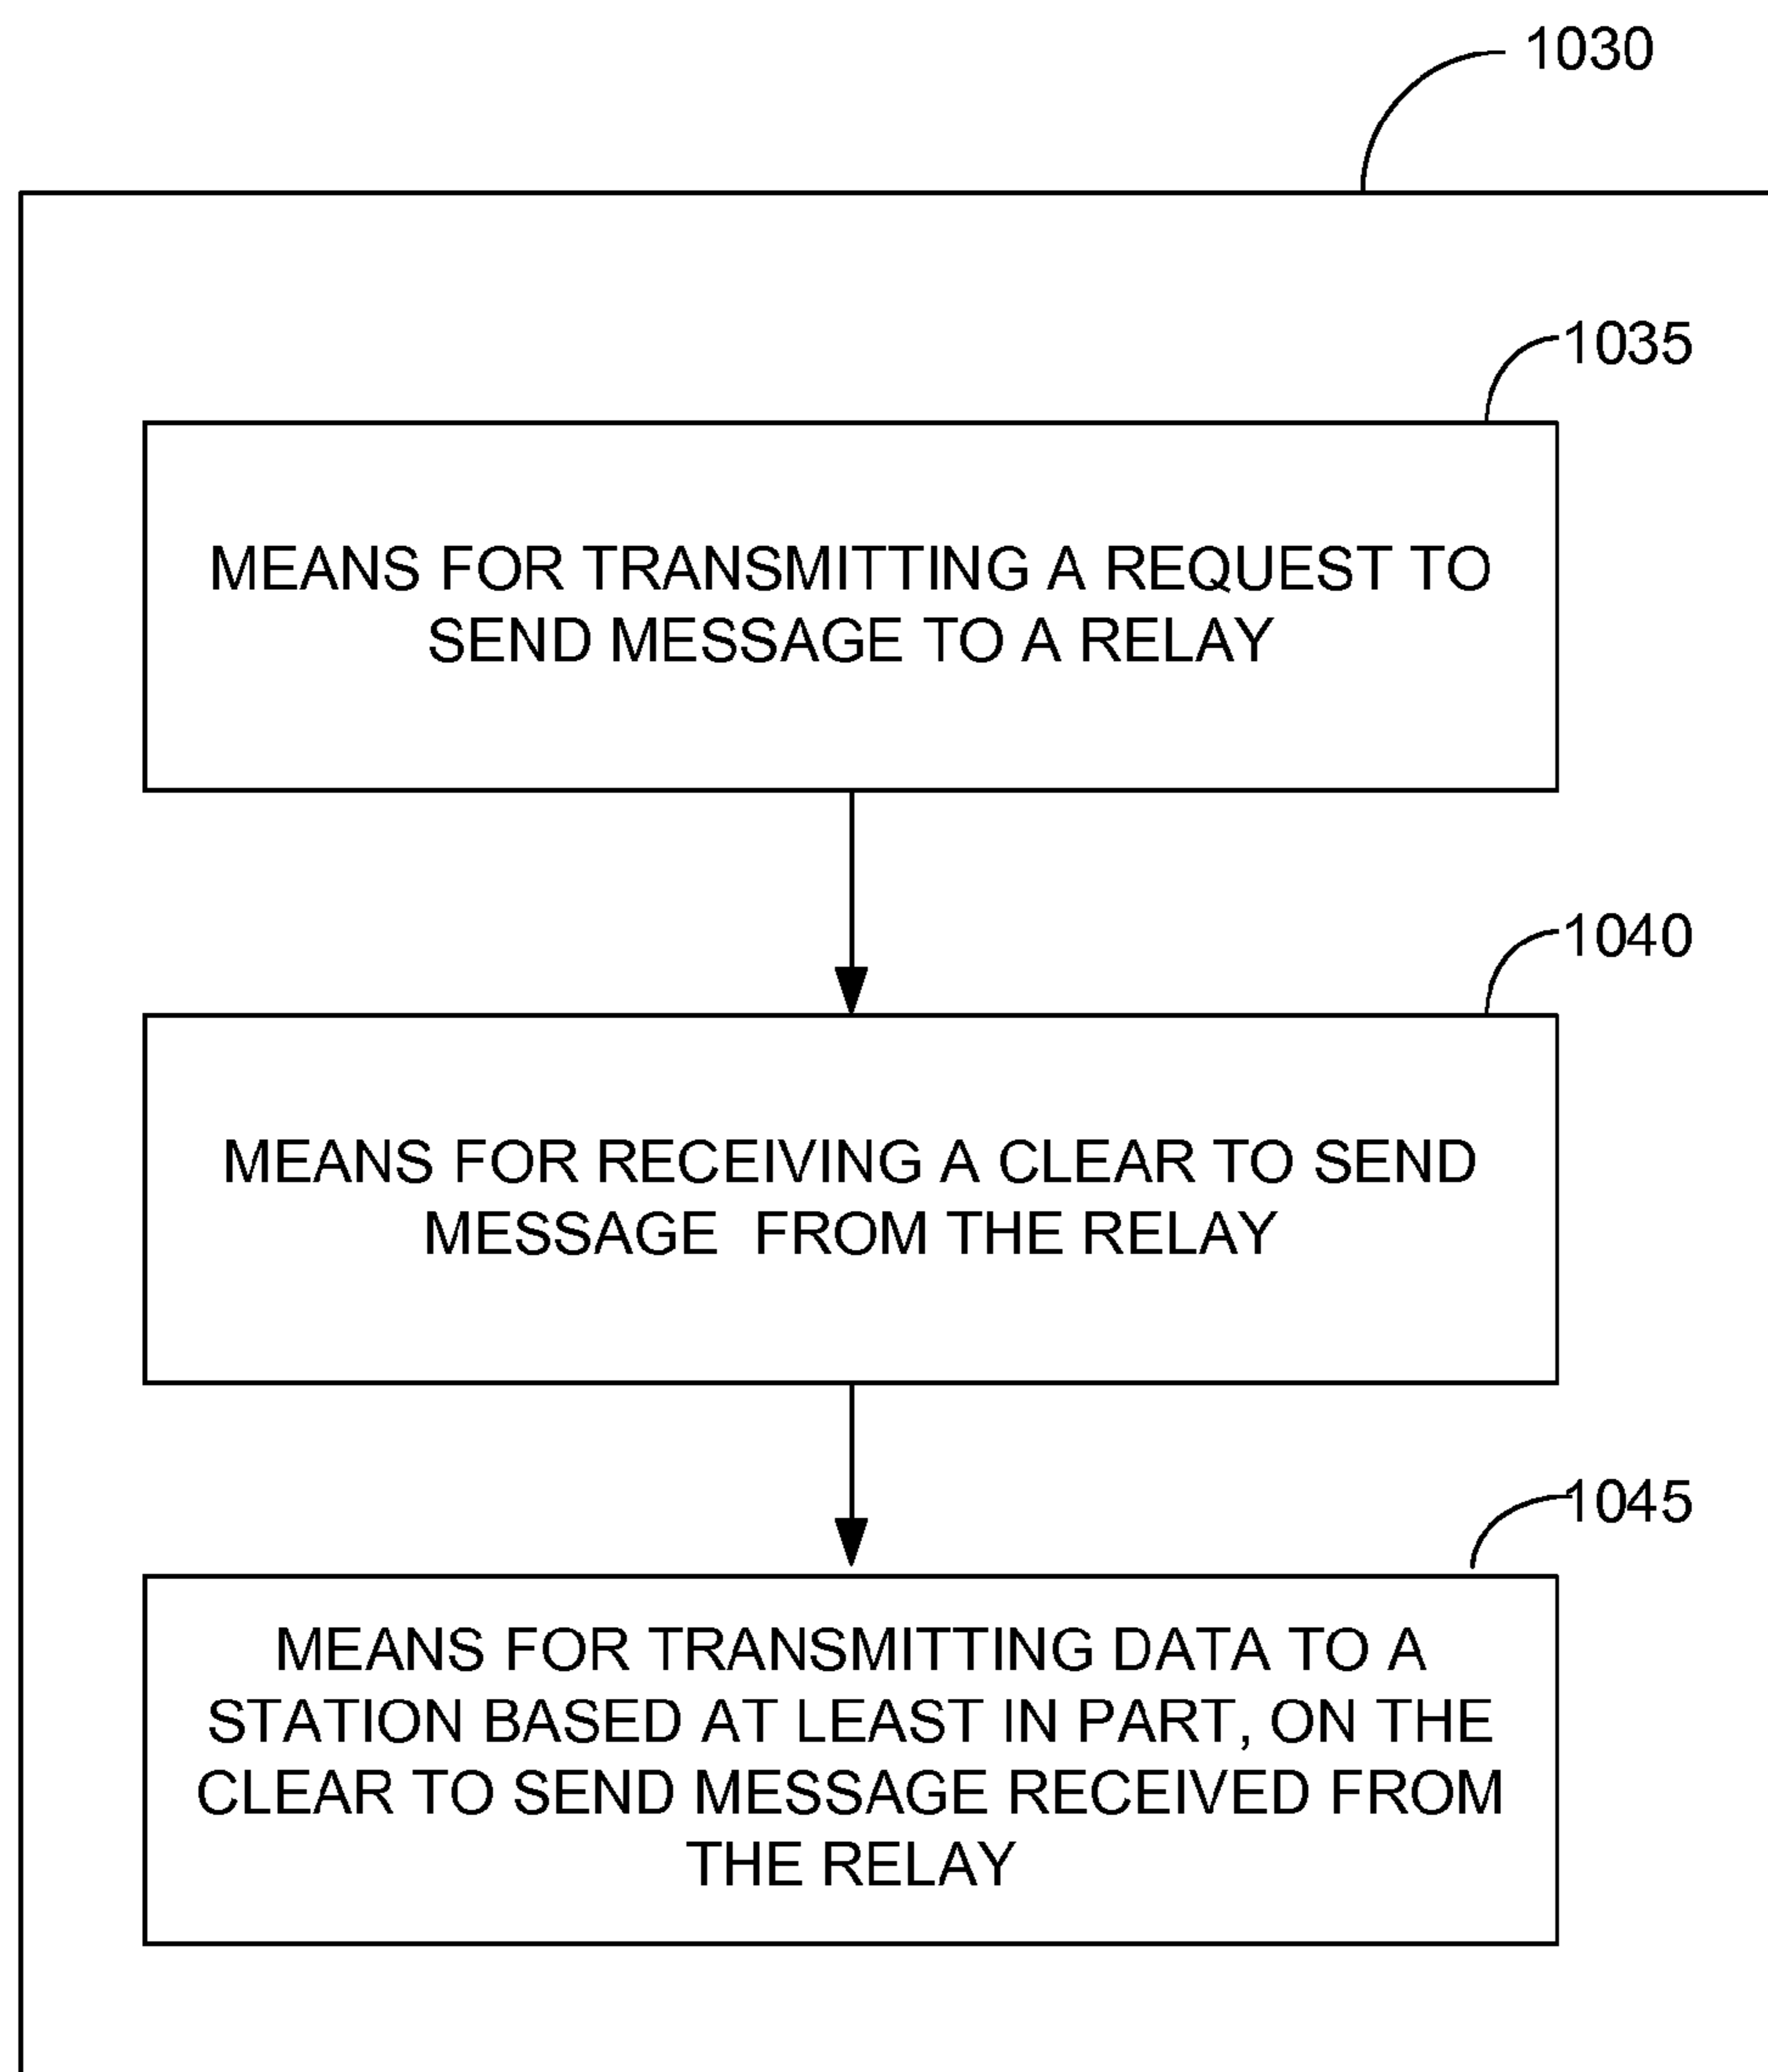 1030
1035
MEANS FOR TRANSMITTING A REQUEST TO
SEND MESSAGE TO A RELAY
1040
MEANS FOR RECEIVING A CLEAR TO SEND
MESSAGE  FROM THE RELAY
1045
MEANS FOR TRANSMITTING DATA TO A
STATION BASED AT LEAST IN PART, ON THE
CLEAR TO SEND MESSAGE RECEIVED FROM
THE RELAY